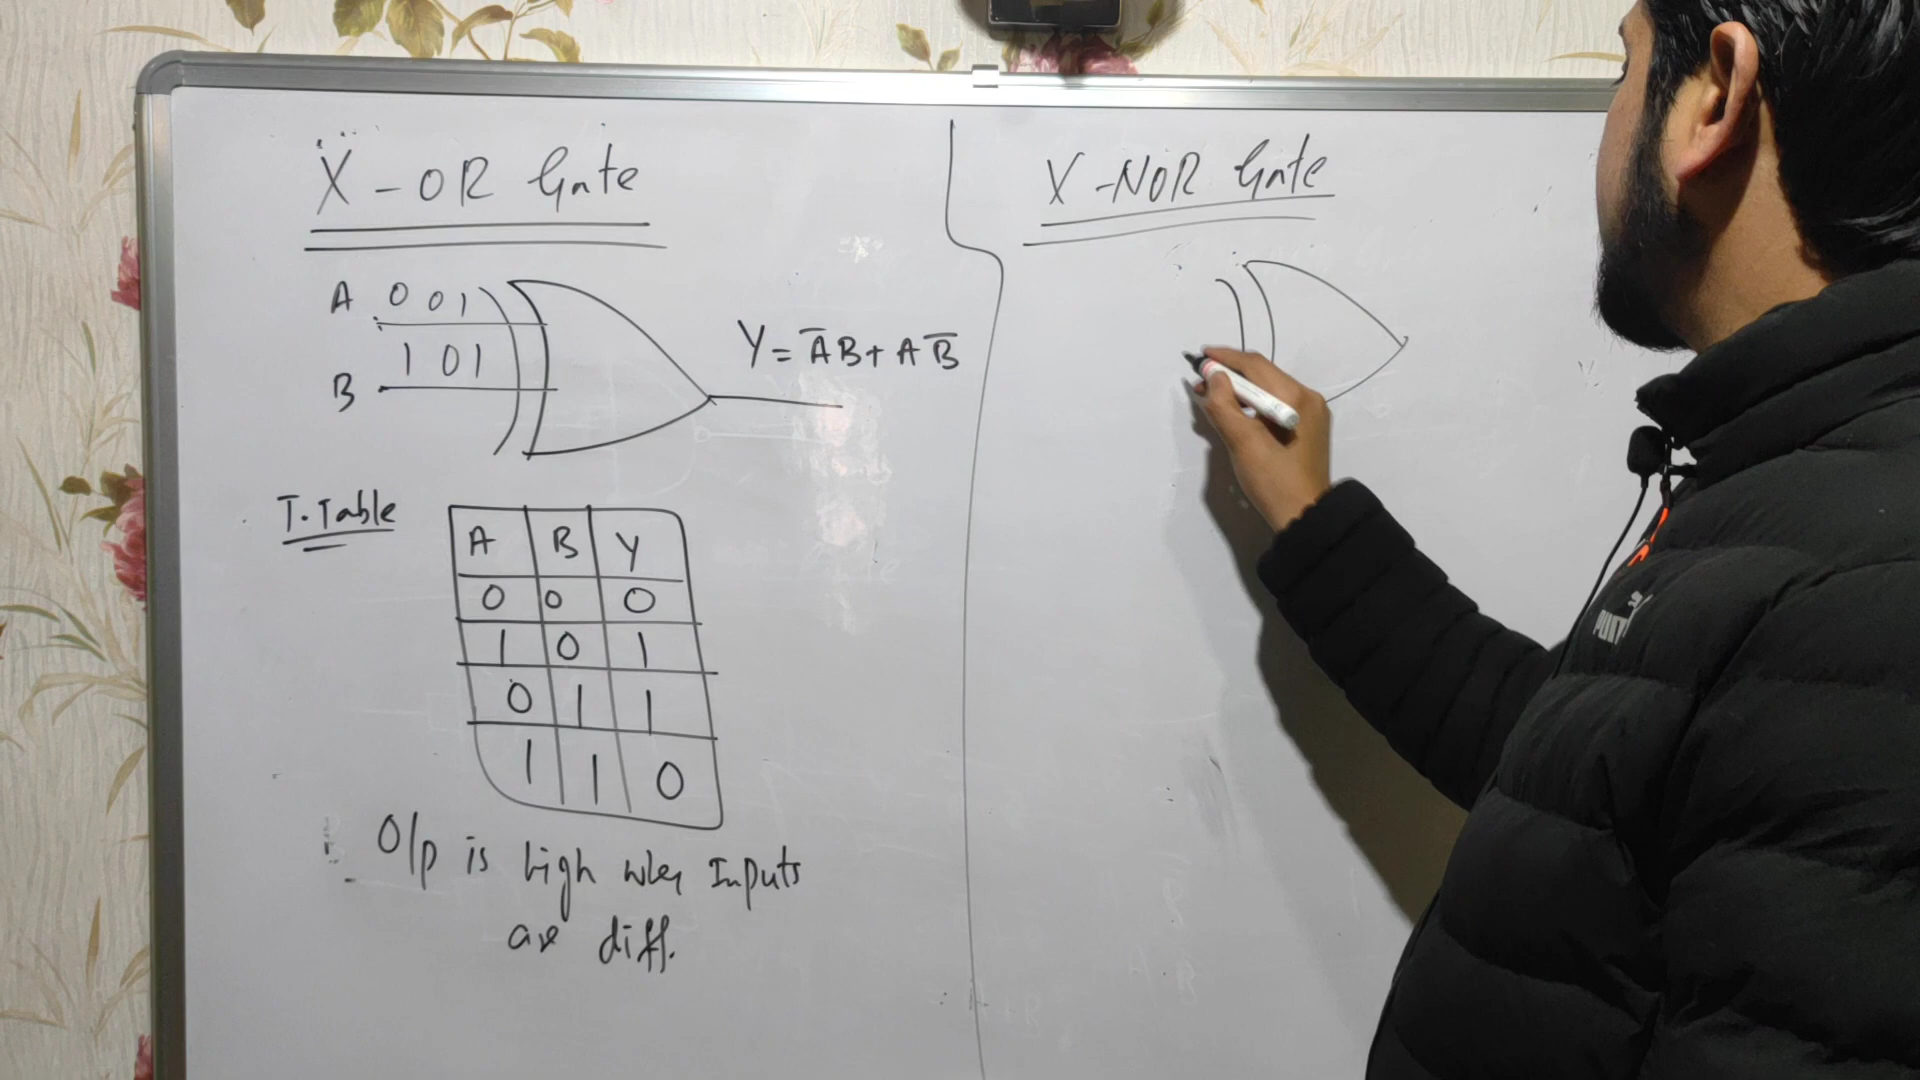 X - OR Gate
A 0 0 1
1 0 1
B
Y = A̅B + AB̅
T. Table
A B Y
0 0 0
1 0 1
0 1 1
1 1 0
O/p is high when Inputs
are diff.
X -NOR Gate
PUMA